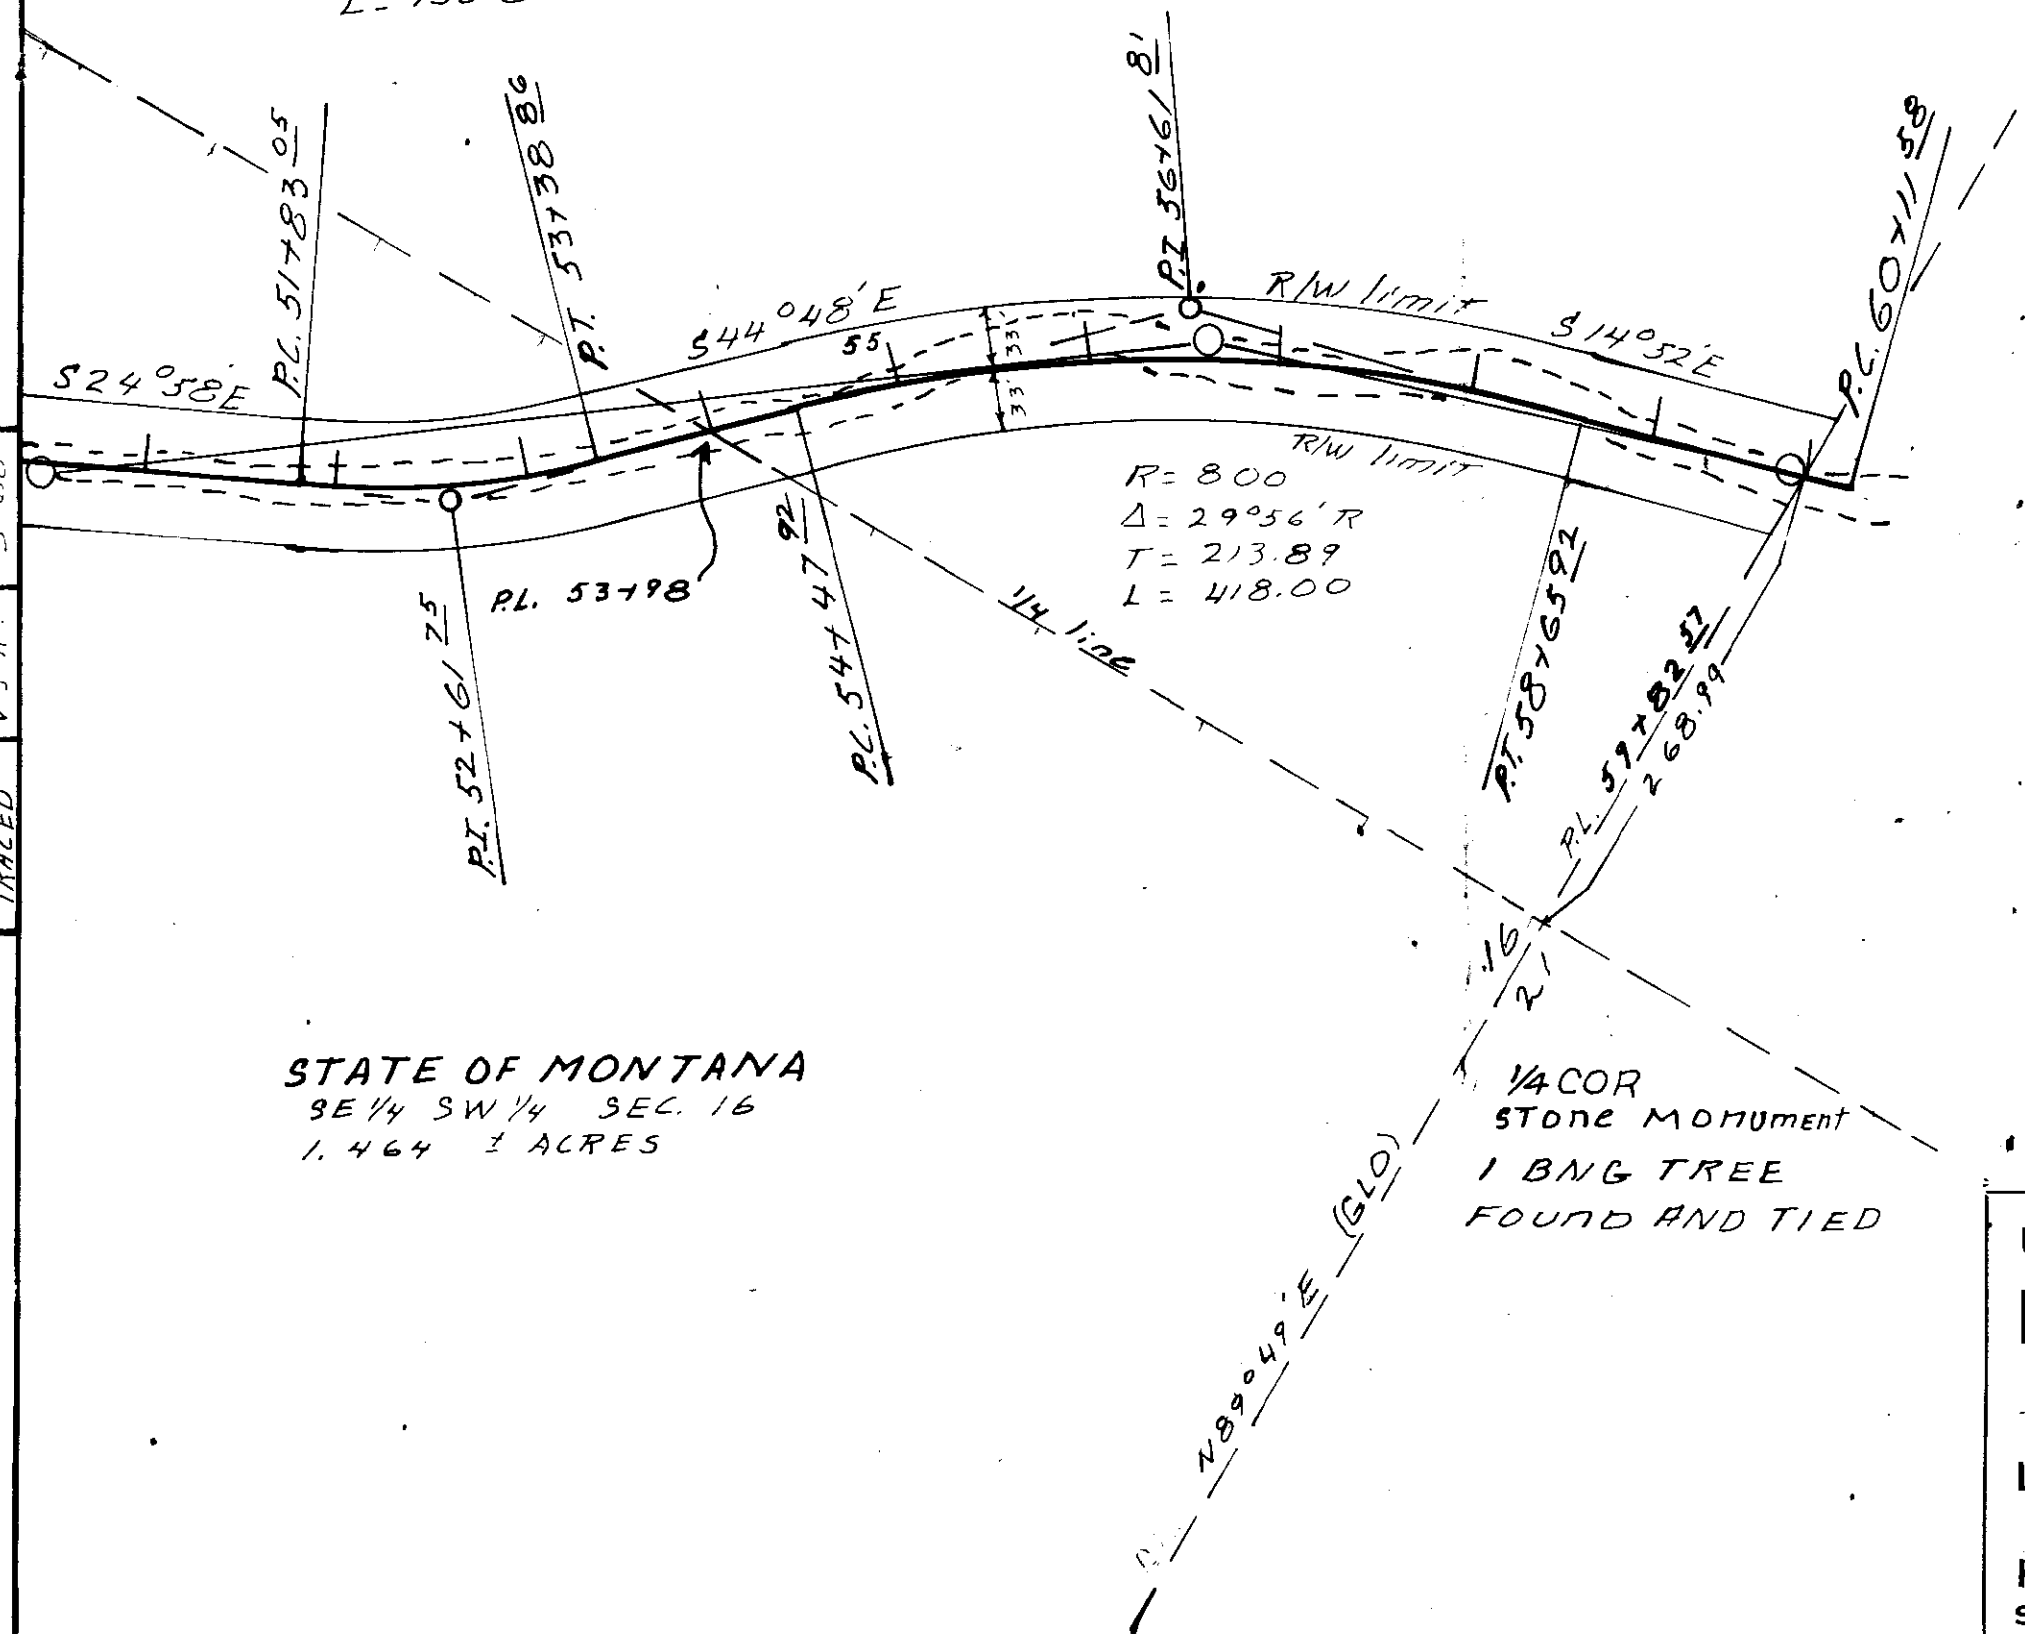 P.C. 51+83 05
P.T. 53+38 86
P.I. 56+61 81
P.C. 60+11 58
S24°58'E
S44°48'E
55
33'
33'
R/W limit
S14°52'E
R/W limit
R= 800
Δ= 29°56' R
T= 213.89
L= 418.00
P.L. 53+98
P.I. 52+61 75
P.C. 54+47 92
1/4 line
P.T. 58+65 92
P.L. 59+82 57
268.99
16
21
STATE OF MONTANA
SE 1/4 SW 1/4 SEC. 16
1.464 ± ACRES
1/4 COR
STONE MONUMENT
1 BNG TREE
FOUND AND TIED
N89°49'E (GLO)
TRACED